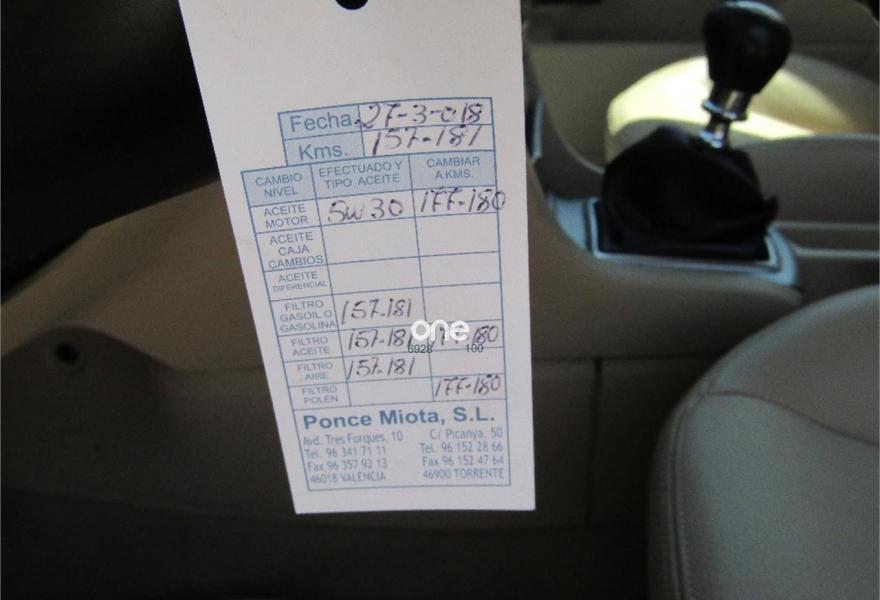 Fecha 27-3-018
Kms. 157-181
CAMBIO NIVEL EFECTUADO Y TIPO ACEITE CAMBIAR A KMS.
ACEITE MOTOR 5W30 177-180
ACEITE CAJA CAMBIOS
ACEITE DIFERENCIAL
FILTRO GASOIL O GASOLINA 157.181
FILTRO ACEITE 157-181 177-180
one
6928 100
FILTRO AIRE 157-181
FILTRO POLEN 177-180
Ponce Miota, S.L.
Avd. Tres Forques, 10 C/ Picanya, 50
Tel. 96 341 71 11 Tel. 96 152 28 66
Fax 96 357 92 13 Fax 96 152 47 64
46018 VALENCIA 46900 TORRENTE